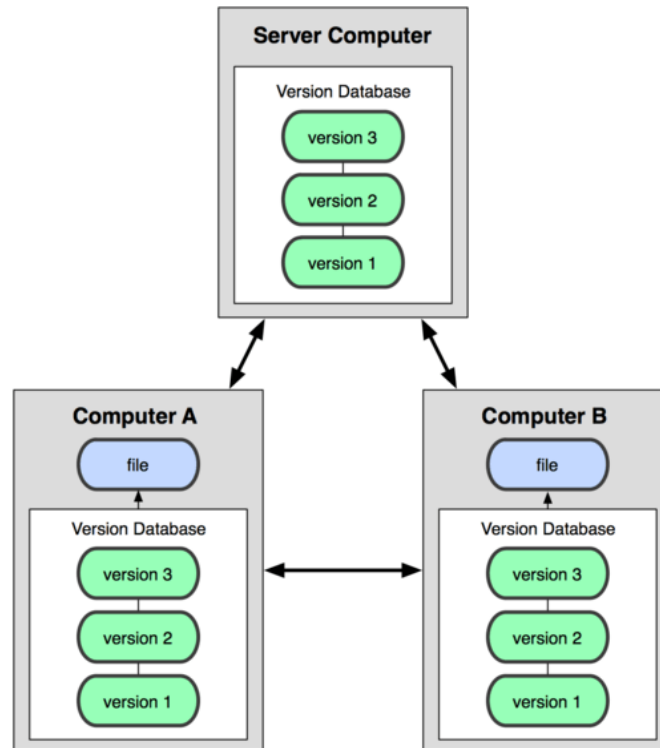 Server Computer
Version Database
version 3
version 2
version 1
Computer A
file
Version Database
version 3
version 2
version 1
Computer B
file
Version Database
version 3
version 2
version 1